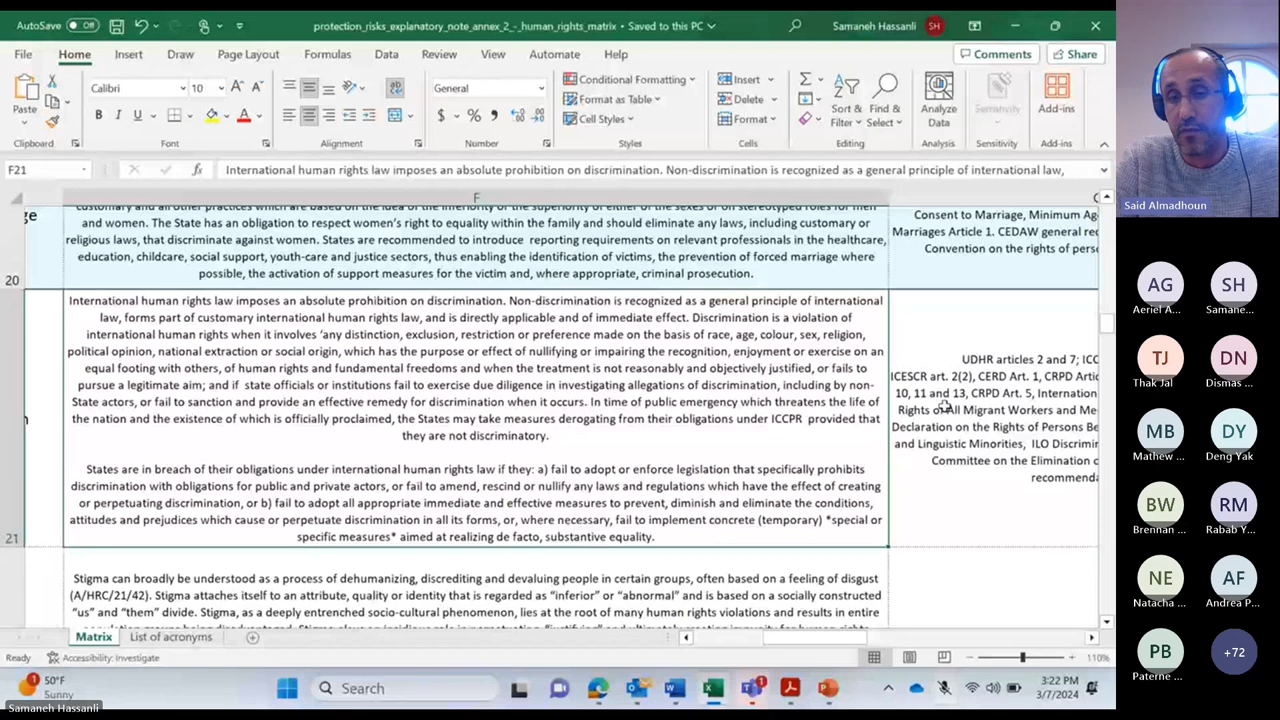 AutoSave Off
protection_risks_explanatory_note_annex_2_-_human_rights_matrix • Saved to this PC
Samaneh Hassanli SH
File Home Insert Draw Page Layout Formulas Data Review View Automate Help
Comments Share
Paste
Calibri 10
B I U
General
$ %
Conditional Formatting
Format as Table
Cell Styles
Insert
Delete
Format
Sort & Filter
Find & Select
Analyze Data
Sensitivity
Add-ins
Clipboard Font Alignment Number Styles Cells Editing Analysis Sensitivity Add-ins
F21
fx International human rights law imposes an absolute prohibition on discrimination. Non-discrimination is recognized as a general principle of international law,
F
ge
and women. The State has an obligation to respect women's right to equality within the family and should eliminate any laws, including customary or
religious laws, that discriminate against women. States are recommended to introduce reporting requirements on relevant professionals in the healthcare,
education, childcare, social support, youth-care and justice sectors, thus enabling the identification of victims, the prevention of forced marriage where
possible, the activation of support measures for the victim and, where appropriate, criminal prosecution.
Consent to Marriage, Minimum Ag
Marriages Article 1. CEDAW general rec
Convention on the rights of pers
20
International human rights law imposes an absolute prohibition on discrimination. Non-discrimination is recognized as a general principle of international
law, forms part of customary international human rights law, and is directly applicable and of immediate effect. Discrimination is a violation of
international human rights when it involves 'any distinction, exclusion, restriction or preference made on the basis of race, age, colour, sex, religion,
political opinion, national extraction or social origin, which has the purpose or effect of nullifying or impairing the recognition, enjoyment or exercise on an
equal footing with others, of human rights and fundamental freedoms and when the treatment is not reasonably and objectively justified, or fails to
pursue a legitimate aim; and if state officials or institutions fail to exercise due diligence in investigating allegations of discrimination, including by non-
State actors, or fail to sanction and provide an effective remedy for discrimination when it occurs. In time of public emergency which threatens the life of
the nation and the existence of which is officially proclaimed, the States may take measures derogating from their obligations under ICCPR provided that
they are not discriminatory.
States are in breach of their obligations under international human rights law if they: a) fail to adopt or enforce legislation that specifically prohibits
discrimination with obligations for public and private actors, or fail to amend, rescind or nullify any laws and regulations which have the effect of creating
or perpetuating discrimination, or b) fail to adopt all appropriate immediate and effective measures to prevent, diminish and eliminate the conditions,
attitudes and prejudices which cause or perpetuate discrimination in all its forms, or, where necessary, fail to implement concrete (temporary) *special or
specific measures* aimed at realizing de facto, substantive equality.
UDHR articles 2 and 7; ICC
ICESCR art. 2(2), CERD Art. 1, CRPD Artic
10, 11 and 13, CRPD Art. 5, Internation
Rights of All Migrant Workers and Me
Declaration on the Rights of Persons Be
and Linguistic Minorities, ILO Discrimin
Committee on the Elimination c
recommenda
21
Stigma can broadly be understood as a process of dehumanizing, discrediting and devaluing people in certain groups, often based on a feeling of disgust
(A/HRC/21/42). Stigma attaches itself to an attribute, quality or identity that is regarded as "inferior" or "abnormal" and is based on a socially constructed
"us" and "them" divide. Stigma, as a deeply entrenched socio-cultural phenomenon, lies at the root of many human rights violations and results in entire
Matrix List of acronyms
Ready Accessibility: Investigate 110%
1 50°F
Sunny
Search
3:22 PM
3/7/2024
Samaneh Hassanli
Said Almadhoun
AG SH
Aeriel A... Samane...
TJ DN
Thak Jal Dismas ...
MB DY
Mathew ... Deng Yak
BW RM
Brennan ... Rabab Y...
NE AF
Natacha ... Andrea P...
PB +72
Paterne ...